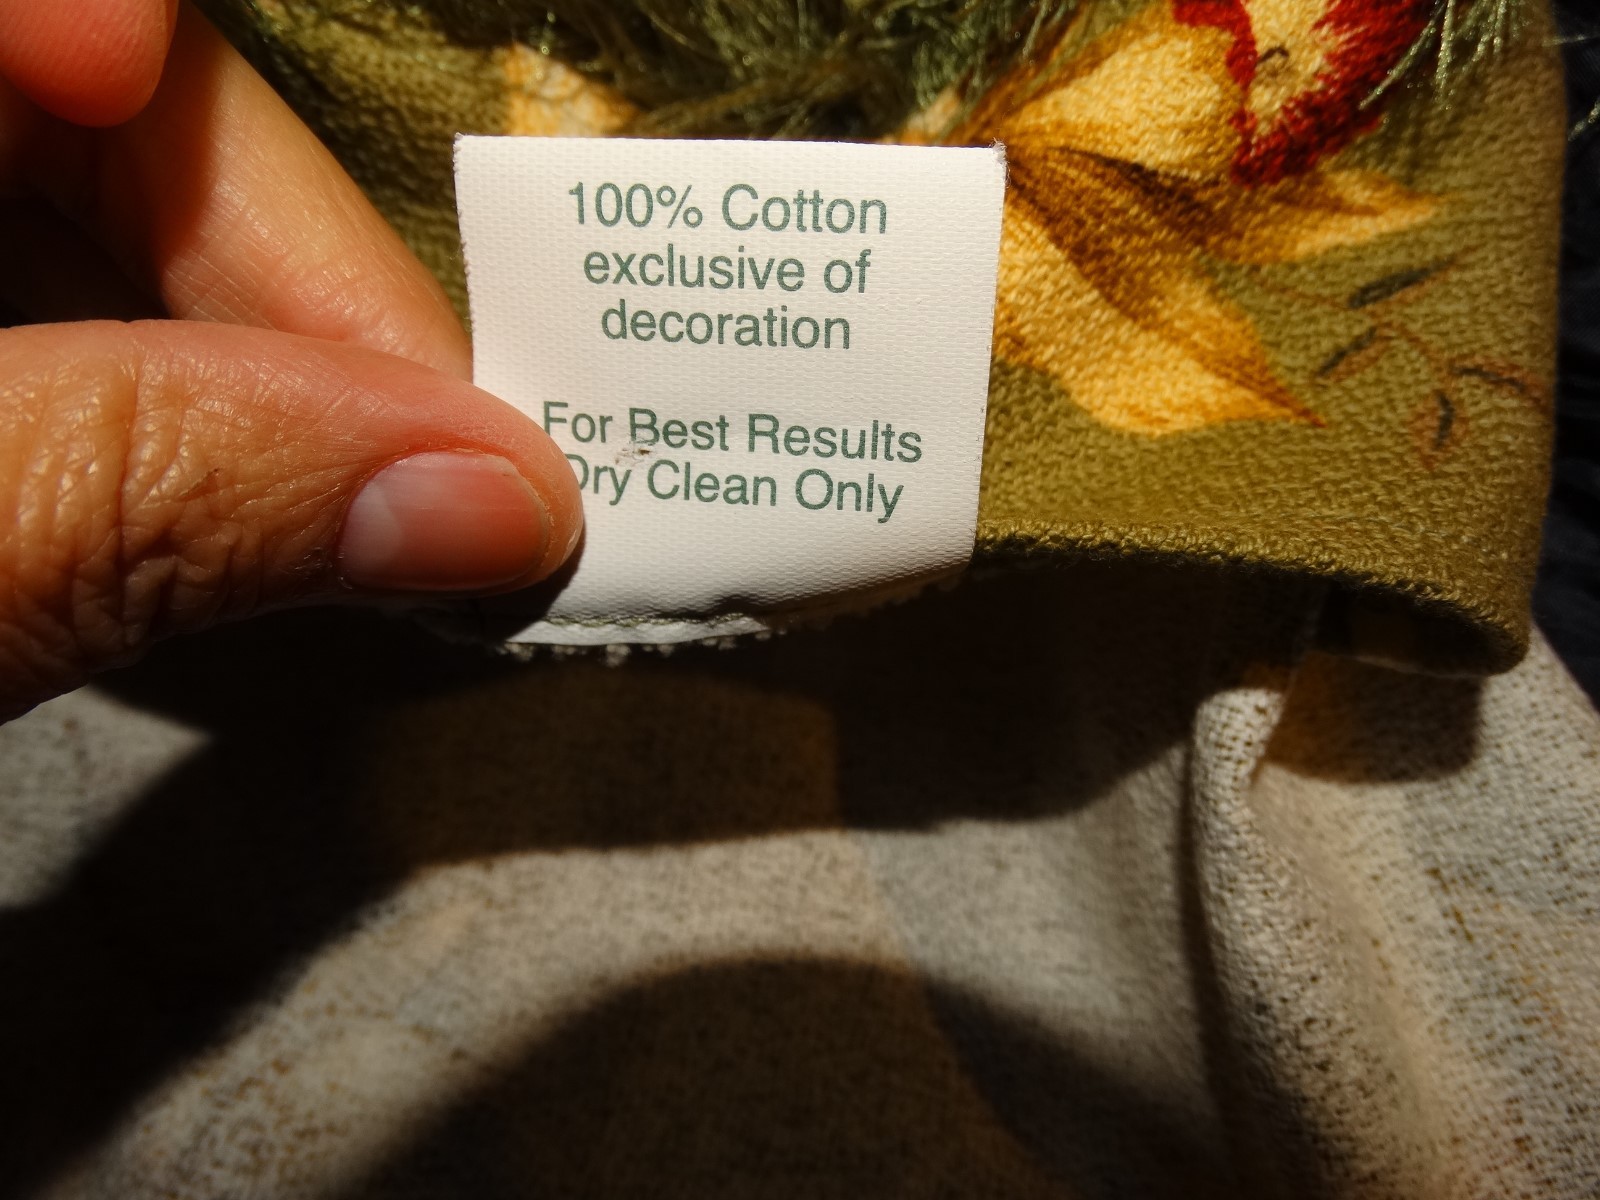 100% Cotton
exclusive of
decoration
For Best Results
Dry Clean Only